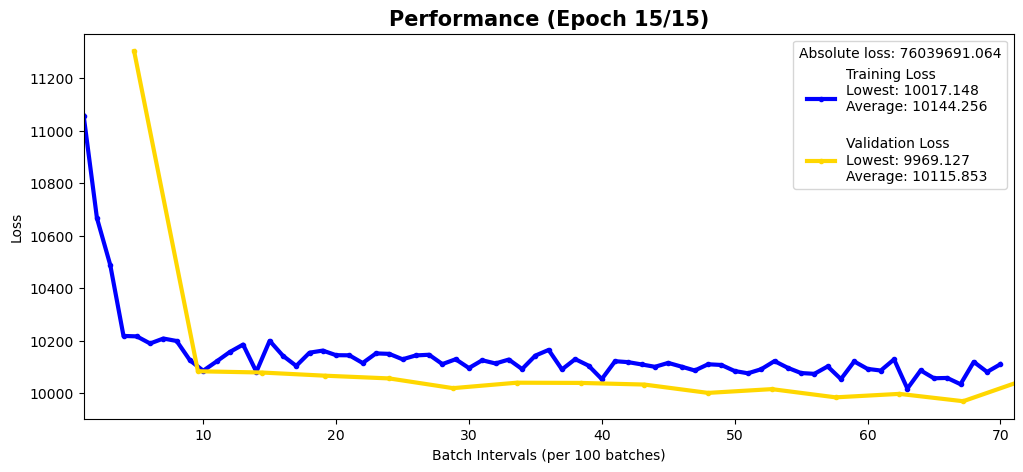 Performance (Epoch 15/15)
Absolute loss: 76039691.064
Training Loss
Lowest: 10017.148
Average: 10144.256
Validation Loss
Lowest: 9969.127
Average: 10115.853
Loss
11200
11000
10800
10600
10400
10200
10000
10 20 30 40 50 60 70
Batch Intervals (per 100 batches)